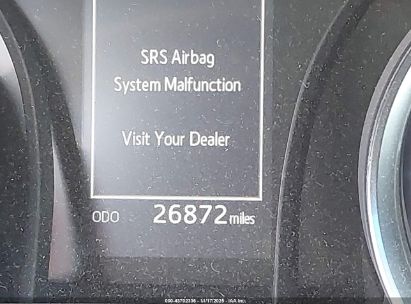 SRS Airbag
System Malfunction
Visit Your Dealer
ODO 26872 miles